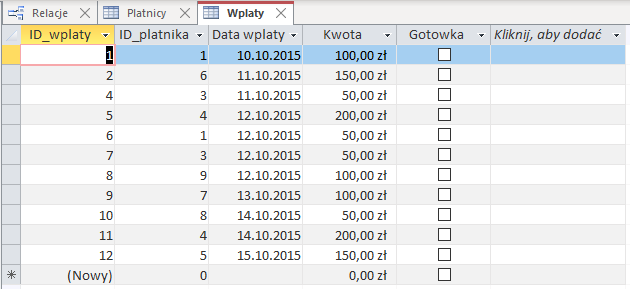 Relacje Płatnicy Wpłaty
ID_wplaty ID_platnika Data wplaty Kwota Gotowka Kliknij, aby dodać
1 1 10.10.2015 100,00 zł
2 6 11.10.2015 150,00 zł
4 3 11.10.2015 50,00 zł
5 4 12.10.2015 200,00 zł
6 1 12.10.2015 50,00 zł
7 3 12.10.2015 50,00 zł
8 9 12.10.2015 100,00 zł
9 7 13.10.2015 100,00 zł
10 8 14.10.2015 50,00 zł
11 4 14.10.2015 200,00 zł
12 5 15.10.2015 150,00 zł
(Nowy) 0 0,00 zł